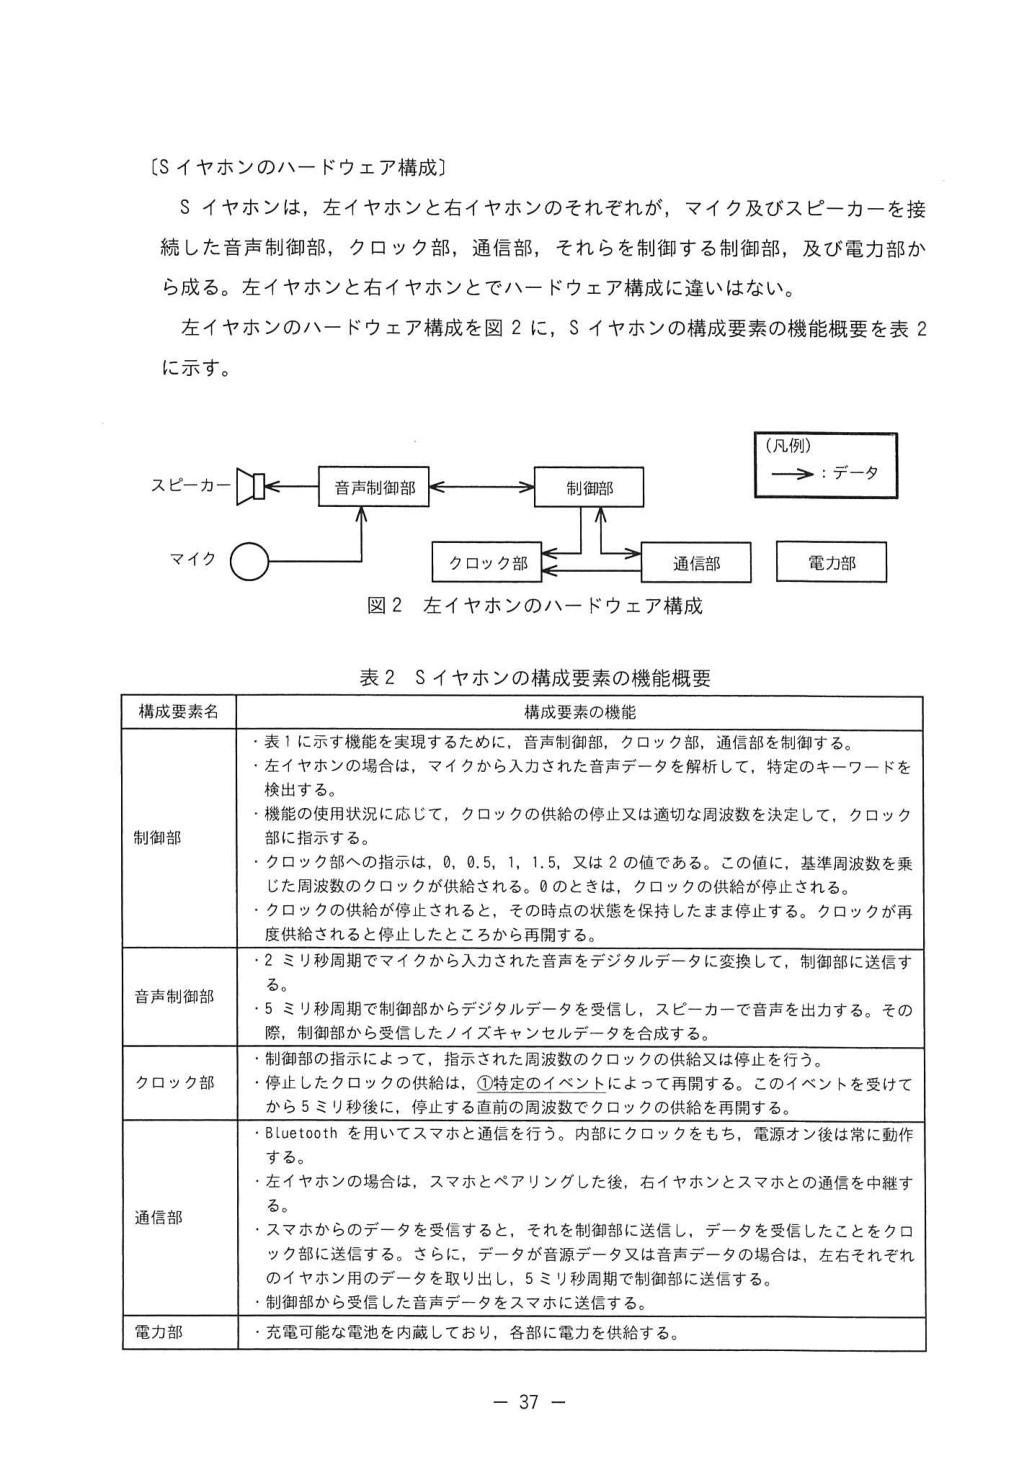 〔S イヤホンのハードウェア構成〕
S イヤホンは，左イヤホンと右イヤホンのそれぞれが，マイク及びスピーカーを接
続した音声制御部，クロック部，通信部，それらを制御する制御部，及び電力部か
ら成る。左イヤホンと右イヤホンとでハードウェア構成に違いはない。
左イヤホンのハードウェア構成を図 2 に，S イヤホンの構成要素の機能概要を表 2
に示す。
（凡例）
：データ
スピーカー
音声制御部
制御部
マイク
クロック部
通信部
電力部
図 2　左イヤホンのハードウェア構成
表 2　S イヤホンの構成要素の機能概要
構成要素名
構成要素の機能
制御部
・表 1 に示す機能を実現するために，音声制御部，クロック部，通信部を制御する。
・左イヤホンの場合は，マイクから入力された音声データを解析して，特定のキーワードを
検出する。
・機能の使用状況に応じて，クロックの供給の停止又は適切な周波数を決定して，クロック
部に指示する。
・クロック部への指示は，0，0.5，1，1.5，又は 2 の値である。この値に，基準周波数を乗
じた周波数のクロックが供給される。0 のときは，クロックの供給が停止される。
・クロックの供給が停止されると，その時点の状態を保持したまま停止する。クロックが再
度供給されると停止したところから再開する。
音声制御部
・2 ミリ秒周期でマイクから入力された音声をデジタルデータに変換して，制御部に送信す
る。
・5 ミリ秒周期で制御部からデジタルデータを受信し，スピーカーで音声を出力する。その
際，制御部から受信したノイズキャンセルデータを合成する。
クロック部
・制御部の指示によって，指示された周波数のクロックの供給又は停止を行う。
・停止したクロックの供給は，①特定のイベントによって再開する。このイベントを受けて
から 5 ミリ秒後に，停止する直前の周波数でクロックの供給を再開する。
通信部
・Bluetooth を用いてスマホと通信を行う。内部にクロックをもち，電源オン後は常に動作
する。
・左イヤホンの場合は，スマホとペアリングした後，右イヤホンとスマホとの通信を中継す
る。
・スマホからのデータを受信すると，それを制御部に送信し，データを受信したことをクロ
ック部に送信する。さらに，データが音源データ又は音声データの場合は，左右それぞれ
のイヤホン用のデータを取り出し，5 ミリ秒周期で制御部に送信する。
・制御部から受信した音声データをスマホに送信する。
電力部
・充電可能な電池を内蔵しており，各部に電力を供給する。
－ 37 －